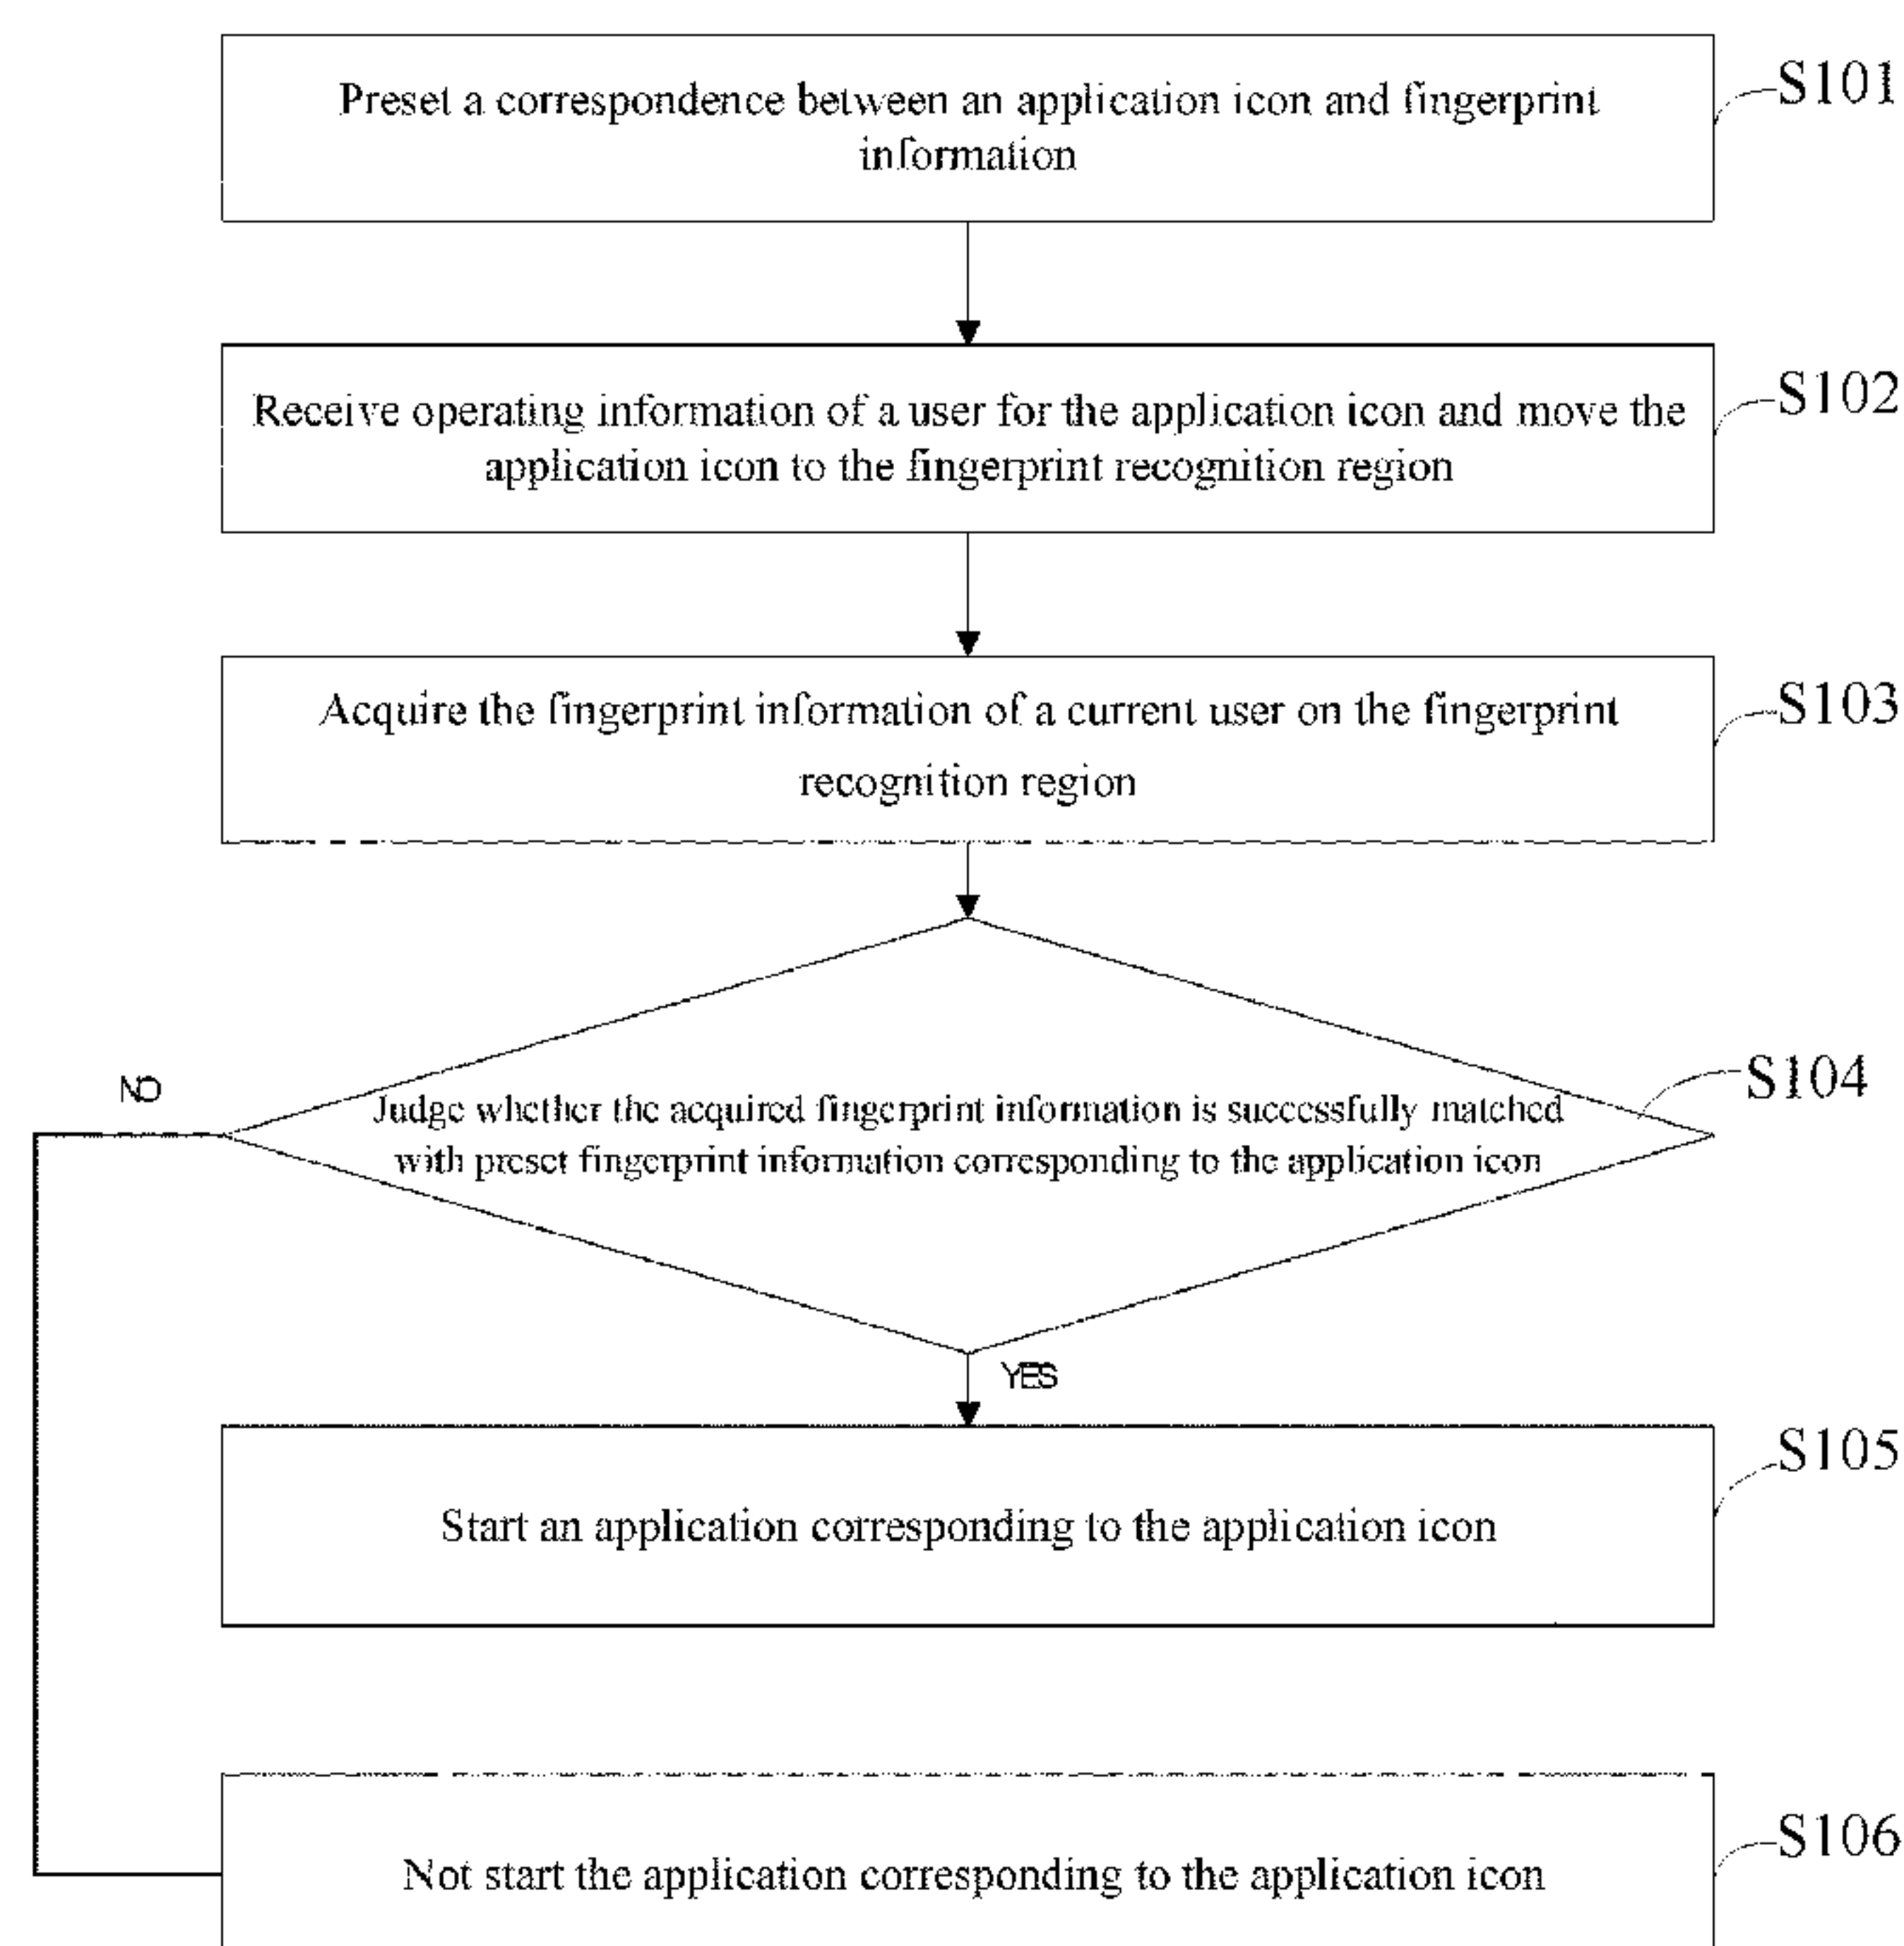 Preset a correspondence between an application icon and fingerprint
information
S101
Receive operating information of a user for the application icon and move the
application icon to the fingerprint recognition region
S102
Acquire the fingerprint information of a current user on the fingerprint
recognition region
S103
NO
Judge whether the acquired fingerprint information is successfully matched
with preset fingerprint information corresponding to the application icon
S104
YES
Start an application corresponding to the application icon
S105
Not start the application corresponding to the application icon
S106